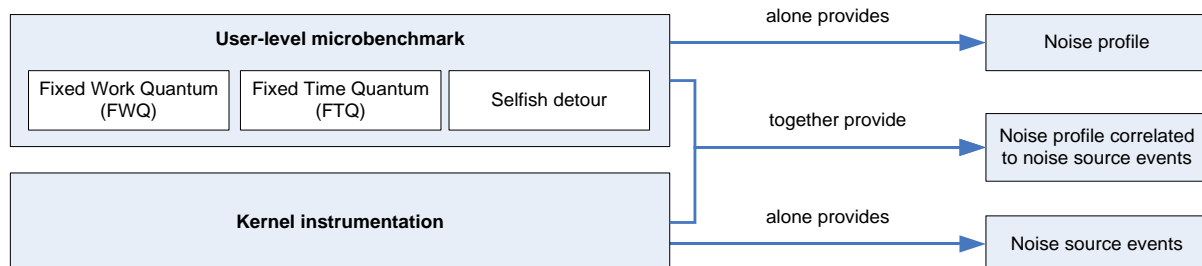 User-level microbenchmark
Fixed Work Quantum
(FWQ)
Fixed Time Quantum
(FTQ)
Selfish detour
Kernel instrumentation
alone provides
Noise profile
together provide
Noise profile correlated
to noise source events
alone provides
Noise source events